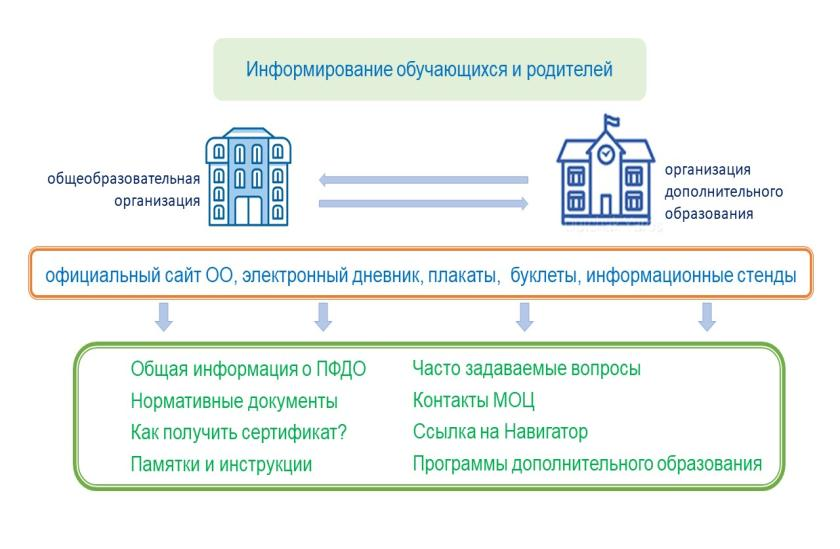 Информирование обучающихся и родителей
общеобразовательная
организация
организация
дополнительного
образования
официальный сайт ОО, электронный дневник, плакаты, буклеты, информационные стенды
Общая информация о ПФДО
Нормативные документы
Как получить сертификат?
Памятки и инструкции
Часто задаваемые вопросы
Контакты МОЦ
Ссылка на Навигатор
Программы дополнительного образования